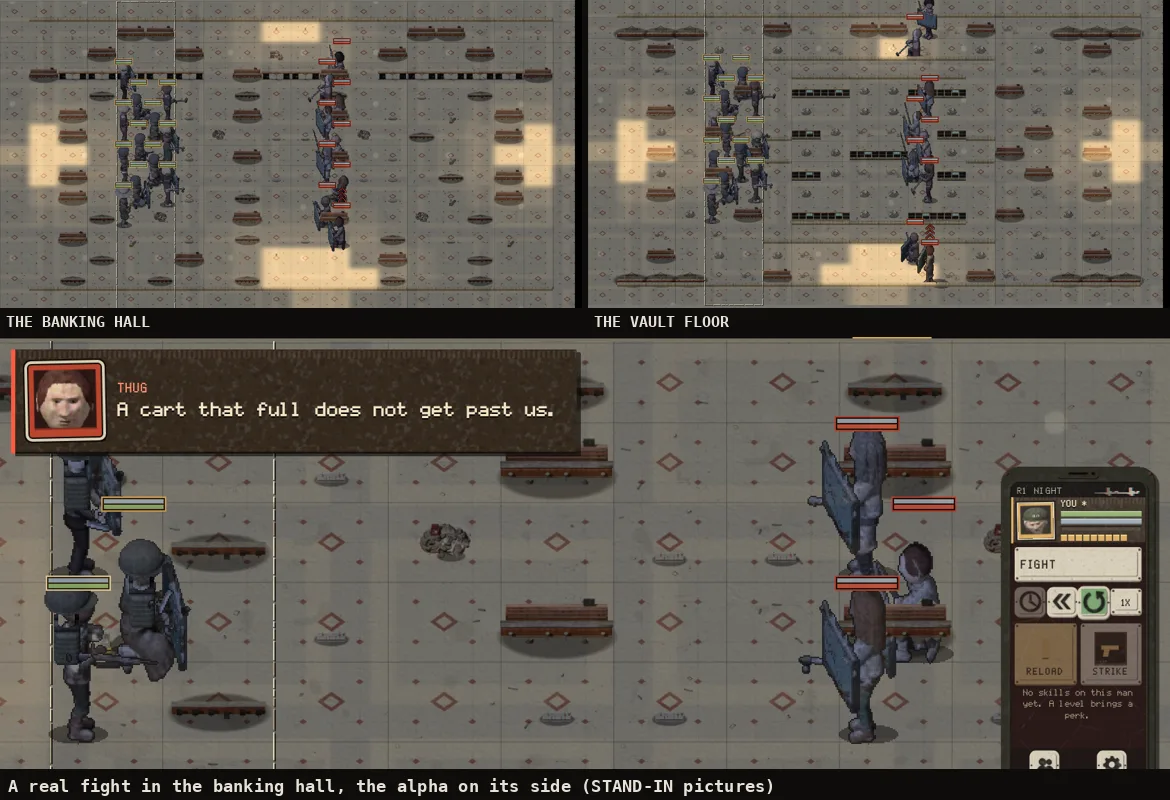 THE BANKING HALL
THE VAULT FLOOR
THUG
A cart that full does not get past us.
R1 NIGHT
YOU *
FIGHT
1X
RELOAD
STRIKE
No skills on this man
yet. A level brings a
perk.
A real fight in the banking hall, the alpha on its side (STAND-IN pictures)